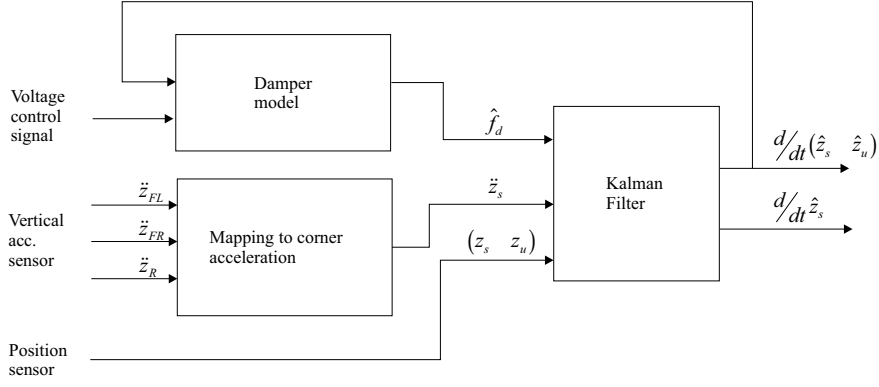 Damper
model
Voltage
control
signal
f̂_d
Kalman
Filter
d/dt(ẑ_s ẑ_u)
d/dt ẑ_s
z̈_FL
z̈_FR
z̈_R
Vertical
acc.
sensor
Mapping to corner
acceleration
z̈_s
(z_s z_u)
Position
sensor